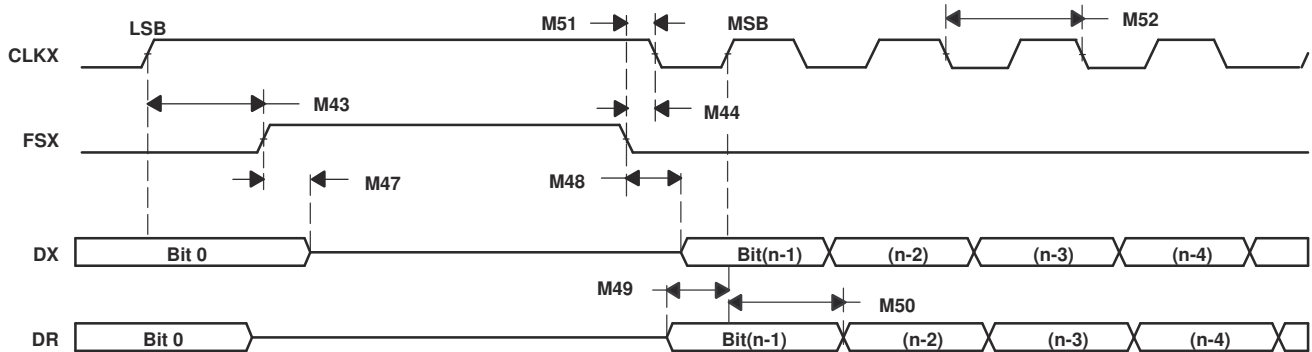 LSB M51 MSB M52
CLKX
M43 M44
FSX
M47 M48
DX Bit 0 Bit(n-1) (n-2) (n-3) (n-4)
M49 M50
DR Bit 0 Bit(n-1) (n-2) (n-3) (n-4)